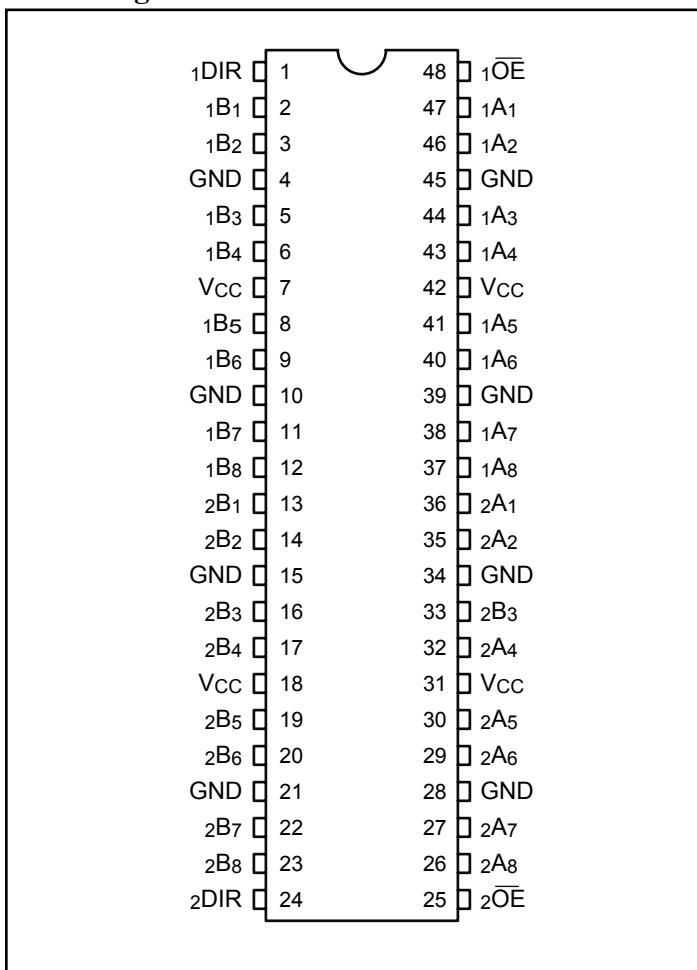 1DIR 1 48 1O̅E̅
1B1 2 47 1A1
1B2 3 46 1A2
GND 4 45 GND
1B3 5 44 1A3
1B4 6 43 1A4
VCC 7 42 VCC
1B5 8 41 1A5
1B6 9 40 1A6
GND 10 39 GND
1B7 11 38 1A7
1B8 12 37 1A8
2B1 13 36 2A1
2B2 14 35 2A2
GND 15 34 GND
2B3 16 33 2B3
2B4 17 32 2A4
VCC 18 31 VCC
2B5 19 30 2A5
2B6 20 29 2A6
GND 21 28 GND
2B7 22 27 2A7
2B8 23 26 2A8
2DIR 24 25 2O̅E̅